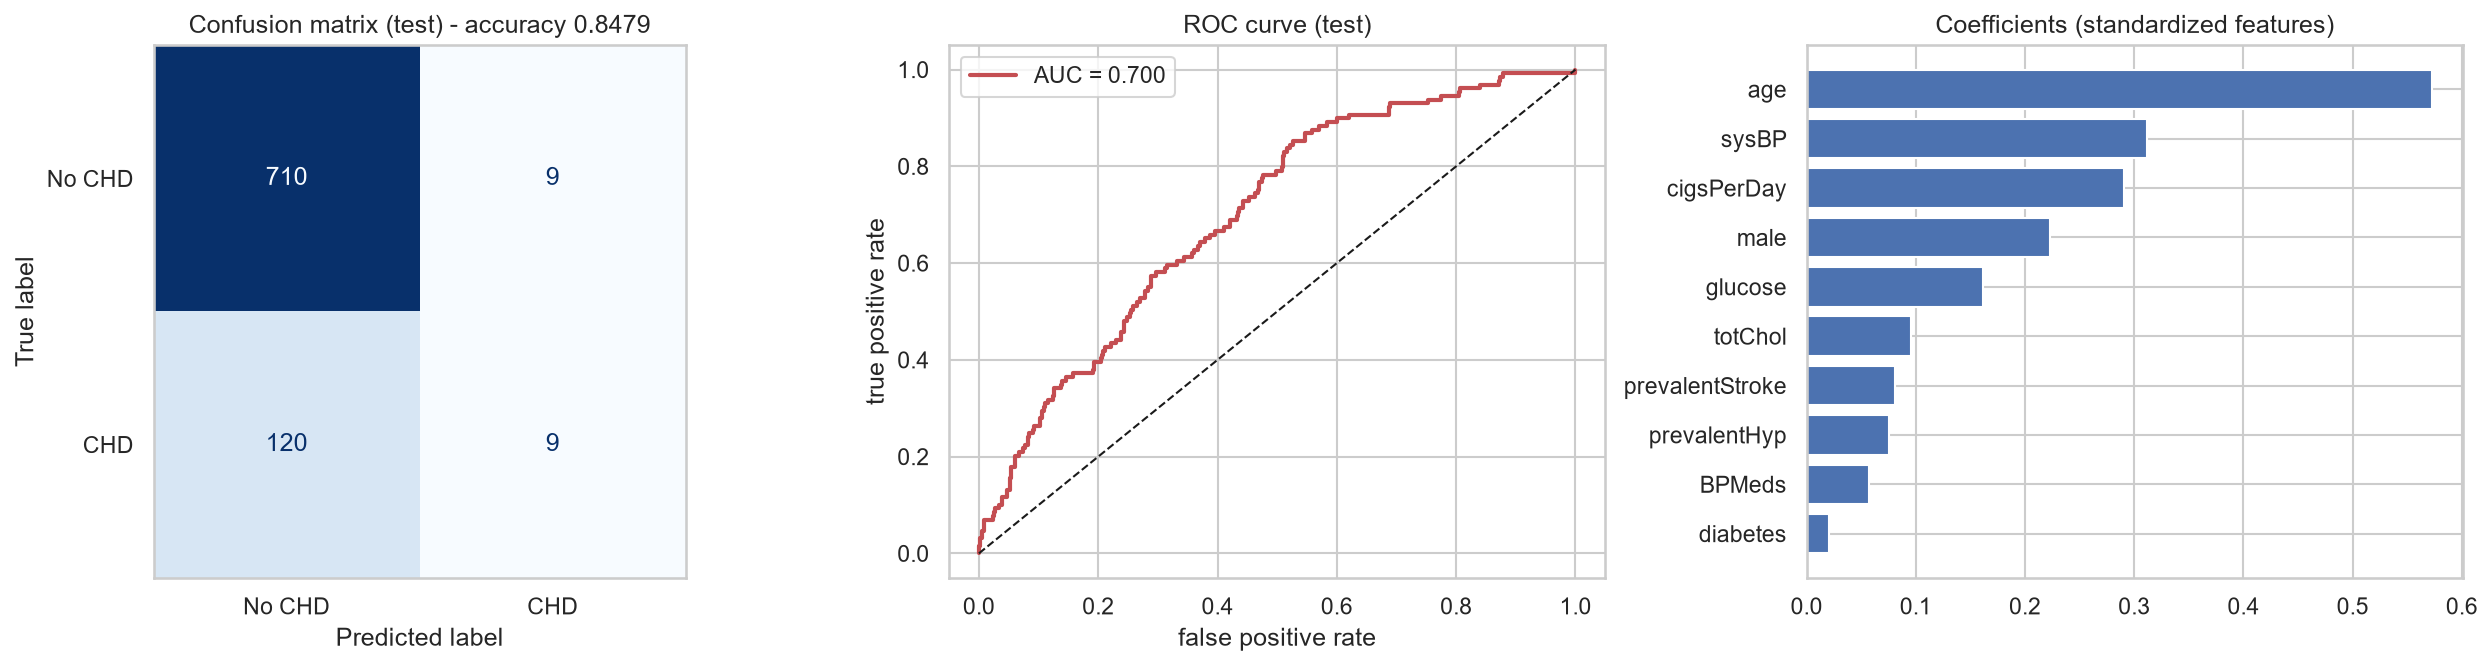 Confusion matrix (test) - accuracy 0.8479
True label
No CHD
710
9
CHD
120
9
No CHD
CHD
Predicted label
ROC curve (test)
AUC = 0.700
true positive rate
1.0
0.8
0.6
0.4
0.2
0.0
0.0
0.2
0.4
0.6
0.8
1.0
false positive rate
Coefficients (standardized features)
age
sysBP
cigsPerDay
male
glucose
totChol
prevalentStroke
prevalentHyp
BPMeds
diabetes
0.0
0.1
0.2
0.3
0.4
0.5
0.6